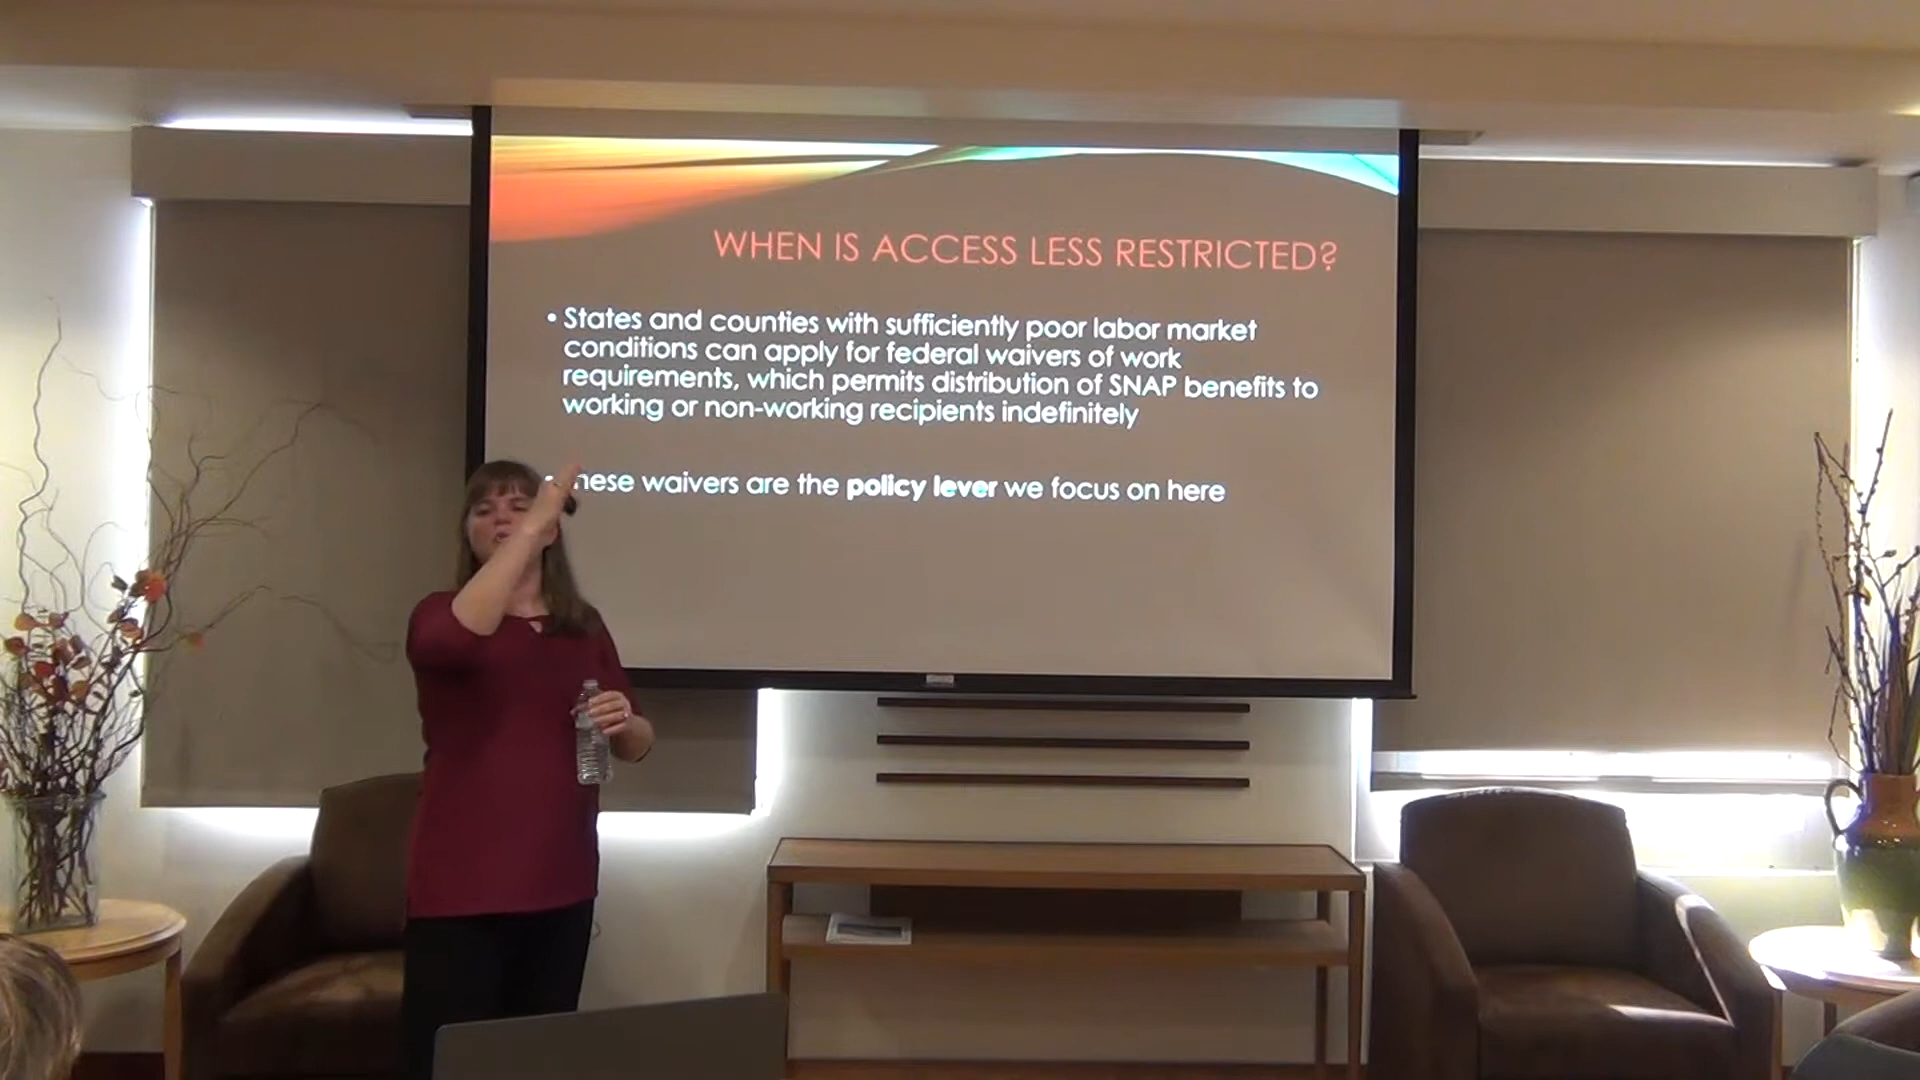 WHEN IS ACCESS LESS RESTRICTED?
• States and counties with sufficiently poor labor market
conditions can apply for federal waivers of work
requirements, which permits distribution of SNAP benefits to
working or non-working recipients indefinitely
• hese waivers are the policy lever we focus on here